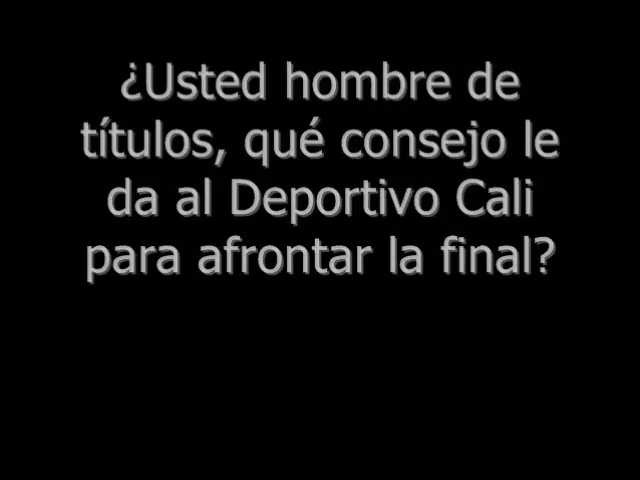 ¿Usted hombre de
títulos, qué consejo le
da al Deportivo Cali
para afrontar la final?